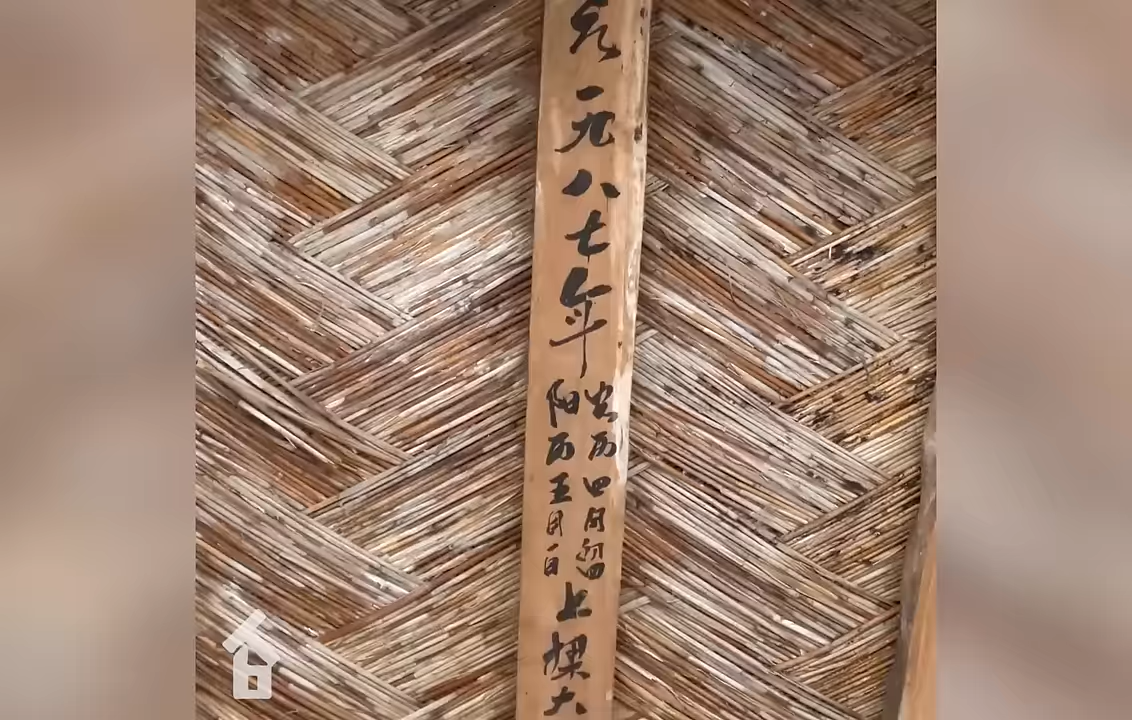 元一九八七年
农历四月初四
阳历五月一日
上樑大